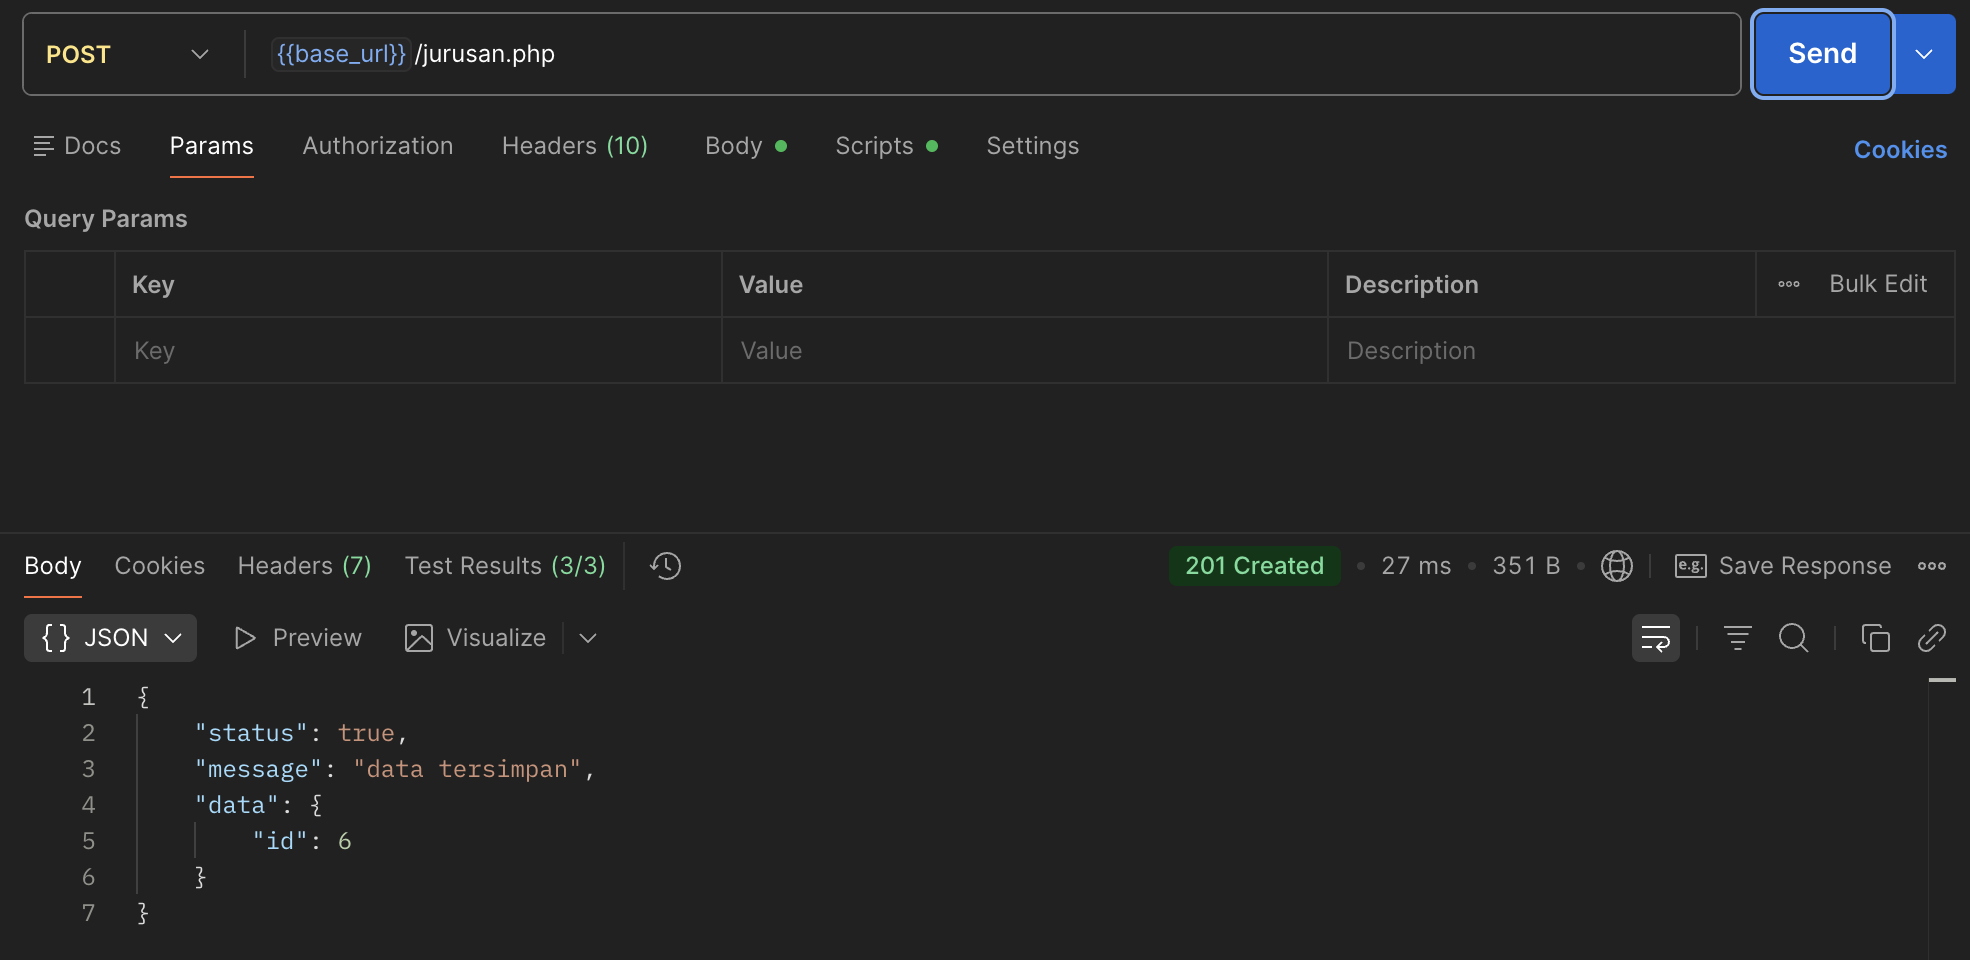 POST {{base_url}}/jurusan.php Send
Docs Params Authorization Headers (10) Body Scripts Settings Cookies
Query Params
Key Value Description Bulk Edit
Key Value Description
Body Cookies Headers (7) Test Results (3/3) 201 Created • 27 ms • 351 B • e.g. Save Response
{} JSON Preview Visualize
1 {
2 "status": true,
3 "message": "data tersimpan",
4 "data": {
5 "id": 6
6 }
7 }